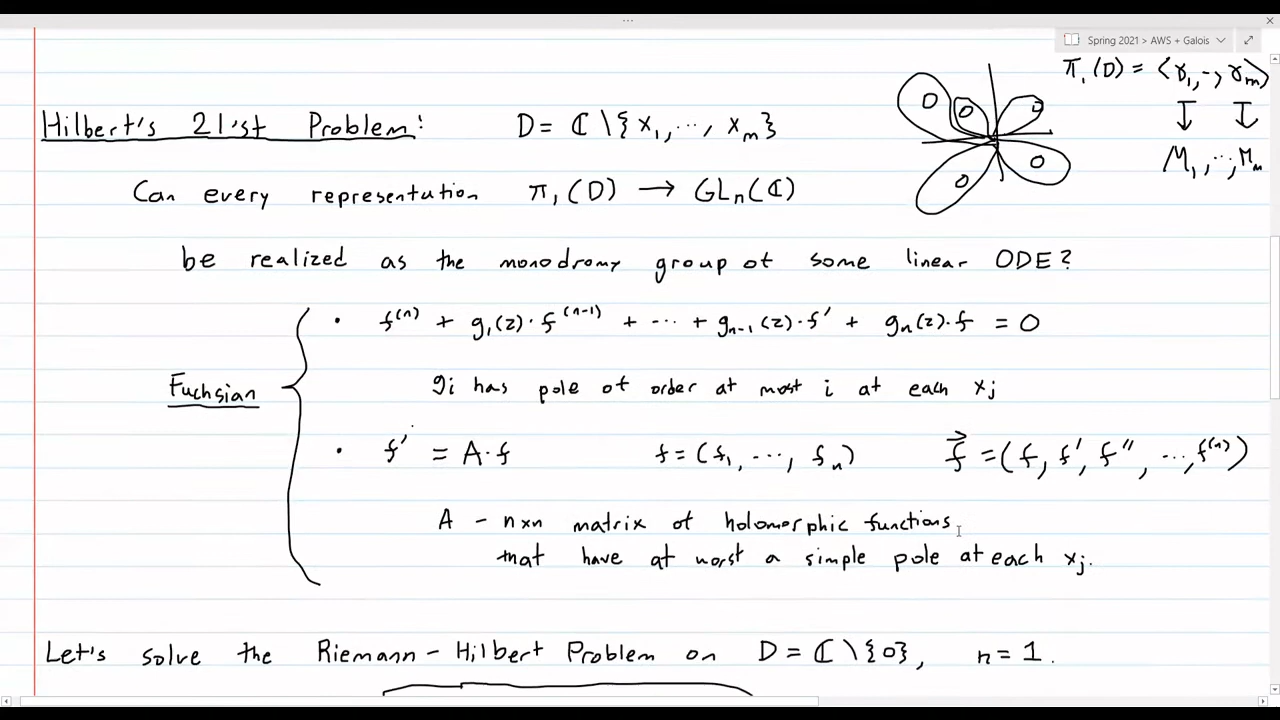 Spring 2021 > AWS + Galois
π₁(D) = ⟨γ₁, ..., γₘ⟩
M₁, ..., Mₘ
Hilbert's 21'st Problem: D = ℂ \ {x₁, ..., xₘ}
Can every representation π₁(D) → GLₙ(ℂ)
be realized as the monodromy group of some linear ODE?
Fuchsian
• f⁽ⁿ⁾ + g₁(z)·f⁽ⁿ⁻¹⁾ + ... + gₙ₋₁(z)·f' + gₙ(z)·f = 0
gᵢ has pole of order at most i at each xⱼ
• f' = A·f f = (f₁, ..., fₙ) f⃗ = (f, f', f'', ..., f⁽ⁿ⁾)
A - n×n matrix of holomorphic functions
that have at worst a simple pole at each xⱼ.
Let's solve the Riemann-Hilbert Problem on D = ℂ \ {0}, n = 1.